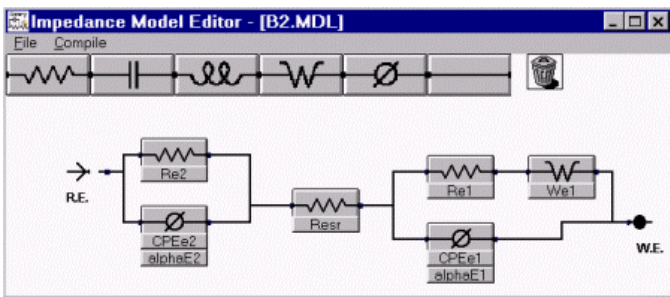 Impedance Model Editor - [B2.MDL]
File Compile
Re2
R.E.
CPEe2
alphaE2
Resr
Re1
We1
CPEe1
alphaE1
W.E.